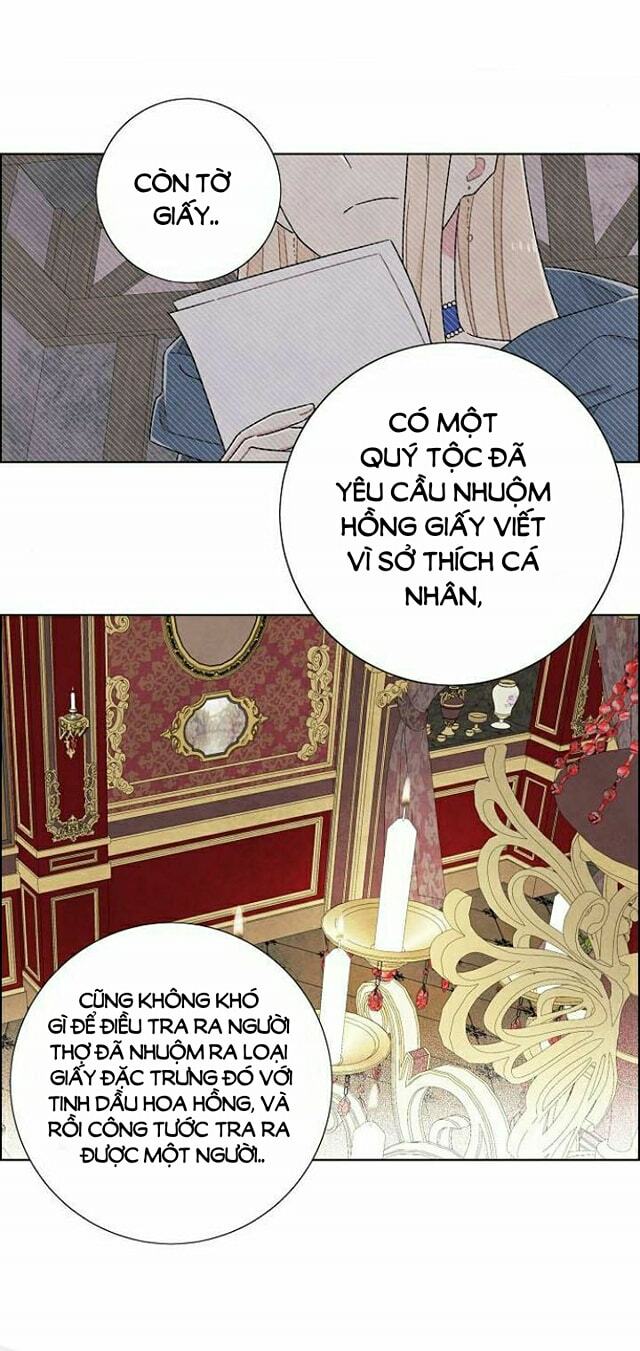 CÒN TỜ
GIẤY..
CÓ MỘT
QUÝ TỘC ĐÃ
YÊU CẦU NHUỘM
HỒNG GIẤY VIẾT
VÌ SỞ THÍCH CÁ
NHÂN,
CŨNG KHÔNG KHÓ
GÌ ĐỂ ĐIỀU TRA RA NGƯỜI
THỢ ĐÃ NHUỘM RA LOẠI
GIẤY ĐẶC TRƯNG ĐÓ VỚI
TINH DẦU HOA HỒNG, VÀ
RỒI CÔNG TƯỚC TRA RA
ĐƯỢC MỘT NGƯỜI..